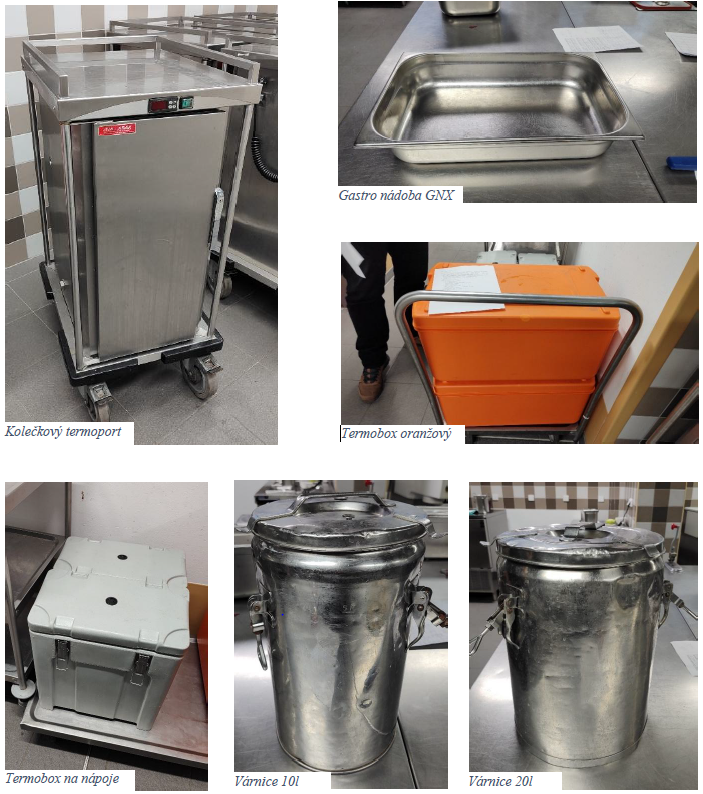 Kolečkový termoport
Gastro nádoba GNX
Termobox oranžový
Termobox na nápoje
Várnice 10l
Várnice 20l